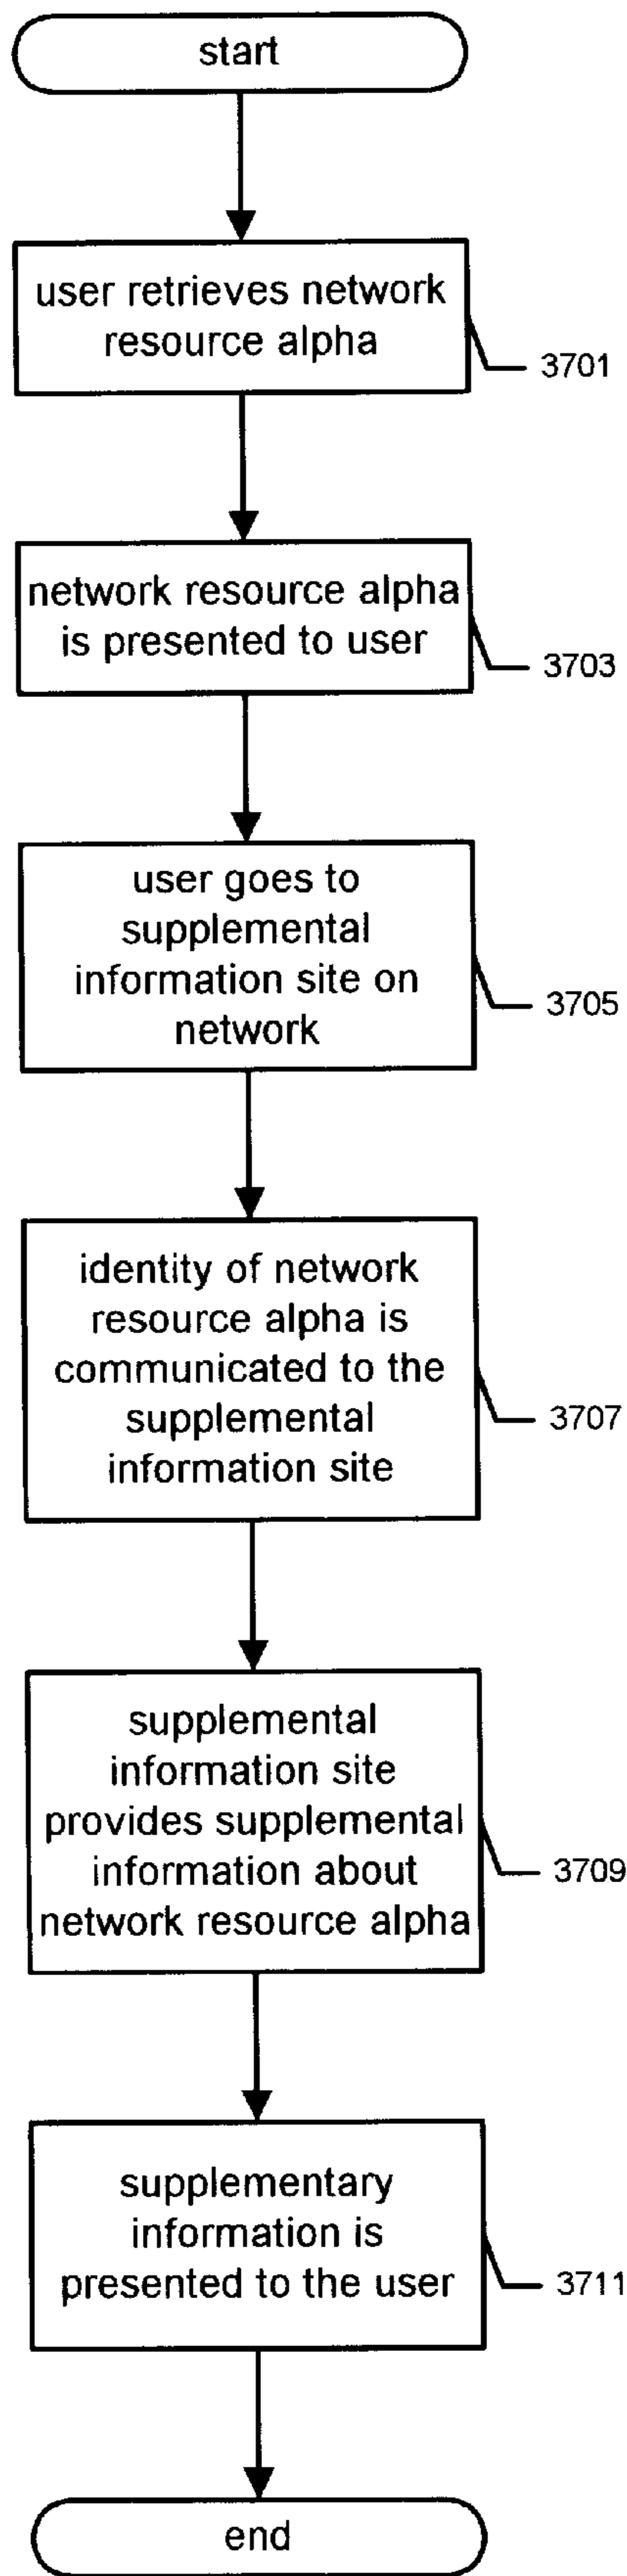 start
user retrieves network
resource alpha
3701
network resource alpha
is presented to user
3703
user goes to
supplemental
information site on
network
3705
identity of network
resource alpha is
communicated to the
supplemental
information site
3707
supplemental
information site
provides supplemental
information about
network resource alpha
3709
supplementary
information is
presented to the user
3711
end